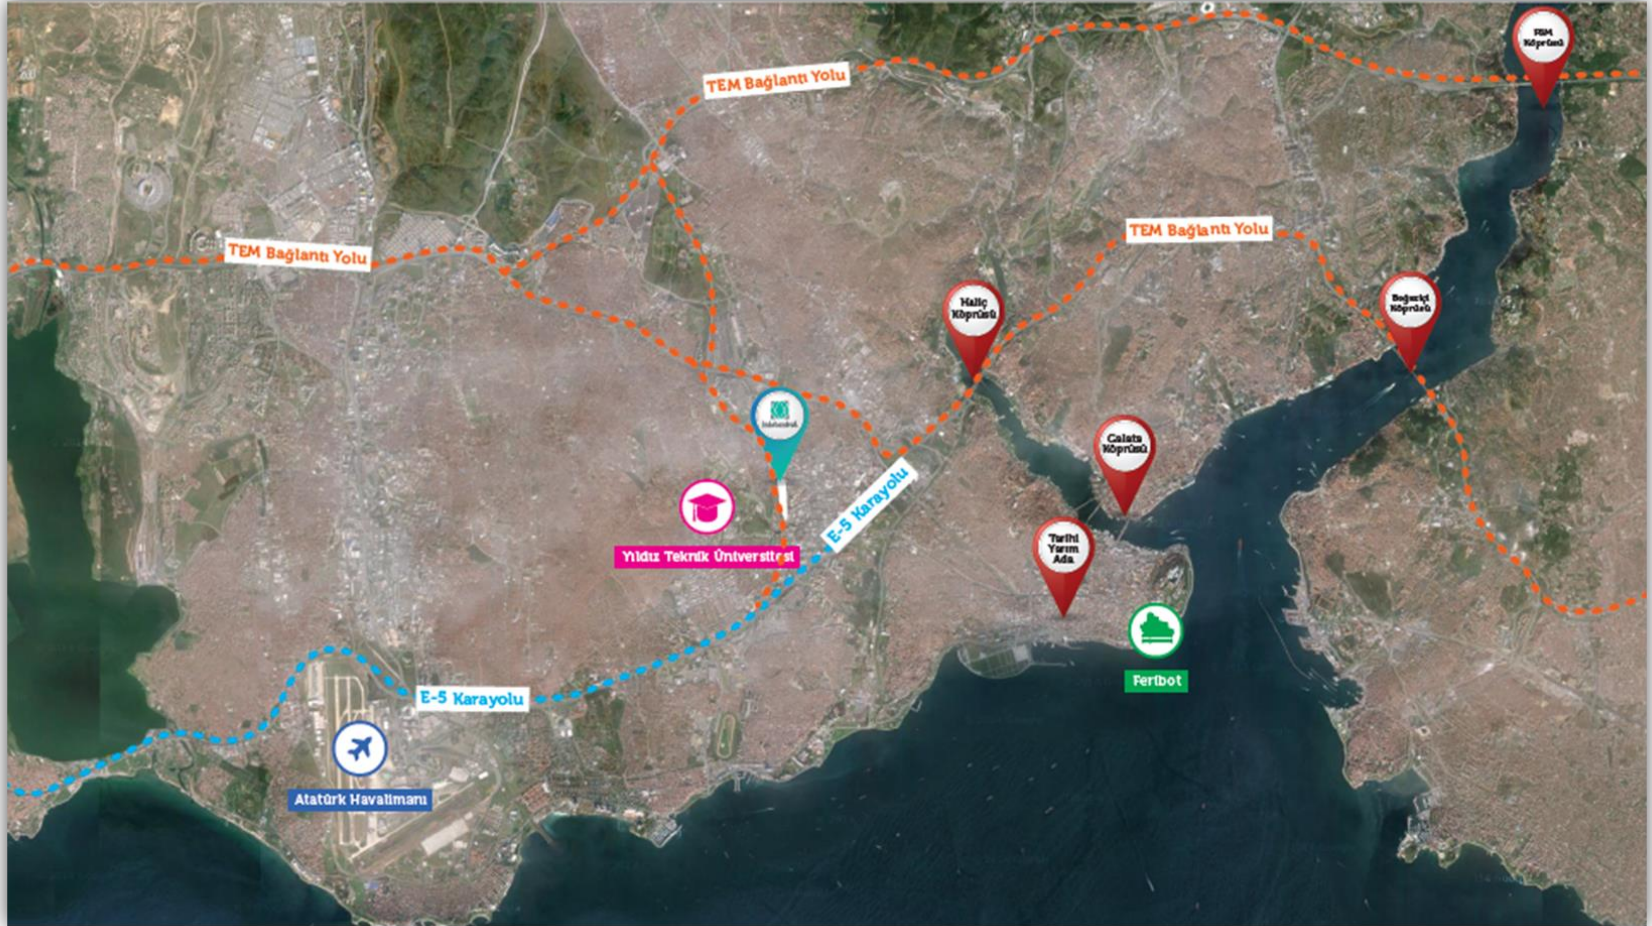 FSM
Köprüsü
TEM Bağlantı Yolu
TEM Bağlantı Yolu
TEM Bağlantı Yolu
Haliç
Köprüsü
Boğaziçi
Köprüsü
Galata
Köprüsü
E-5 Karayolu
Yıldız Teknik Üniversitesi
Tarihi
Yarım
Ada
Feribot
E-5 Karayolu
Atatürk Havalimanı